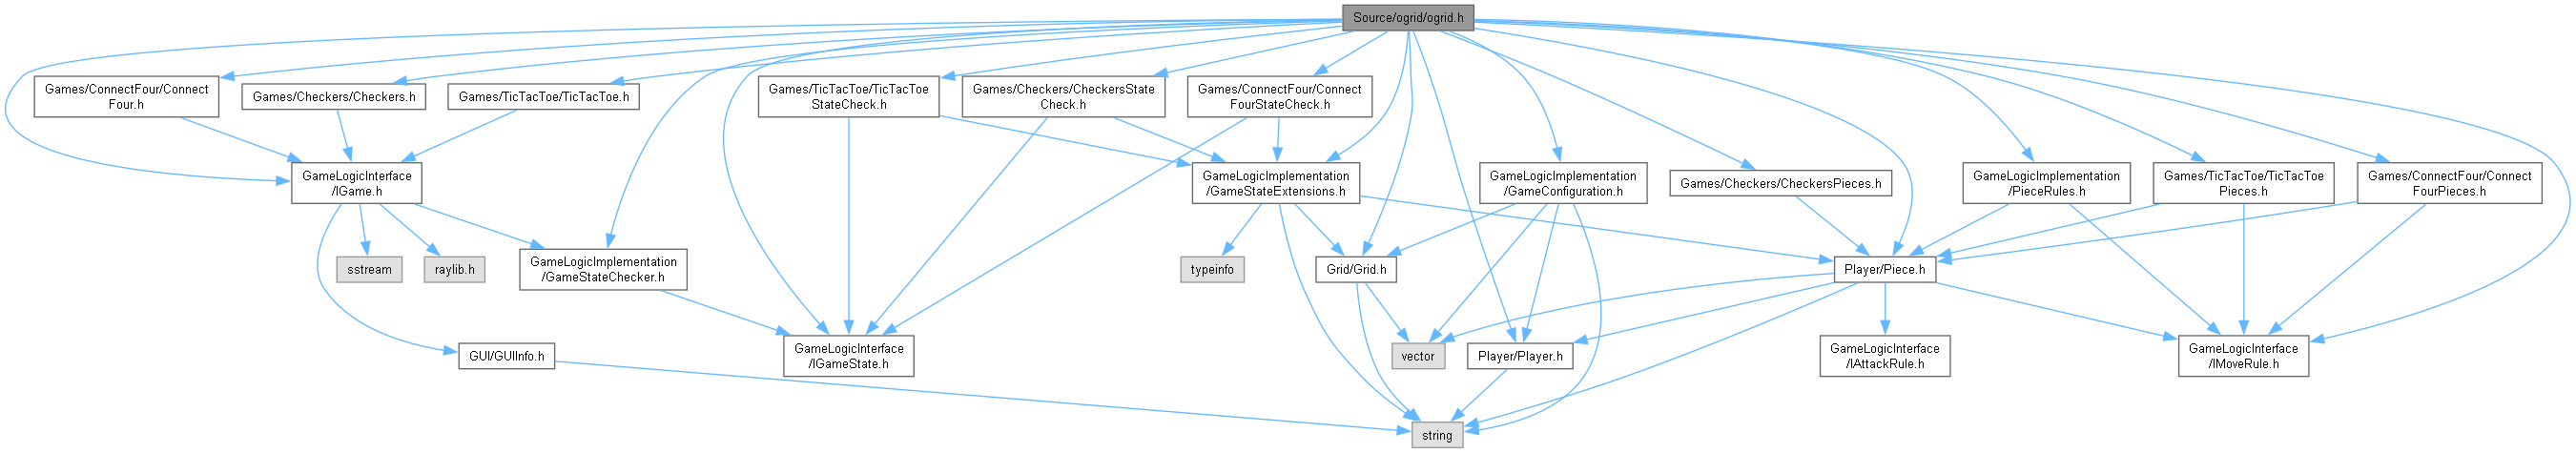 Source/ogrid/ogrid.h
Games/ConnectFour/Connect
Four.h
Games/Checkers/Checkers.h
Games/TicTacToe/TicTacToe.h
Games/TicTacToe/TicTacToe
StateCheck.h
Games/Checkers/CheckersState
Check.h
Games/ConnectFour/Connect
FourStateCheck.h
GameLogicInterface
/IGame.h
GameLogicImplementation
/GameStateExtensions.h
GameLogicImplementation
/GameConfiguration.h
Games/Checkers/CheckersPieces.h
GameLogicImplementation
/PieceRules.h
Games/TicTacToe/TicTacToe
Pieces.h
Games/ConnectFour/Connect
FourPieces.h
sstream
raylib.h
GameLogicImplementation
/GameStateChecker.h
typeinfo
Grid/Grid.h
Player/Piece.h
GUI/GUIInfo.h
GameLogicInterface
/IGameState.h
vector
Player/Player.h
GameLogicInterface
/IAttackRule.h
GameLogicInterface
/IMoveRule.h
string